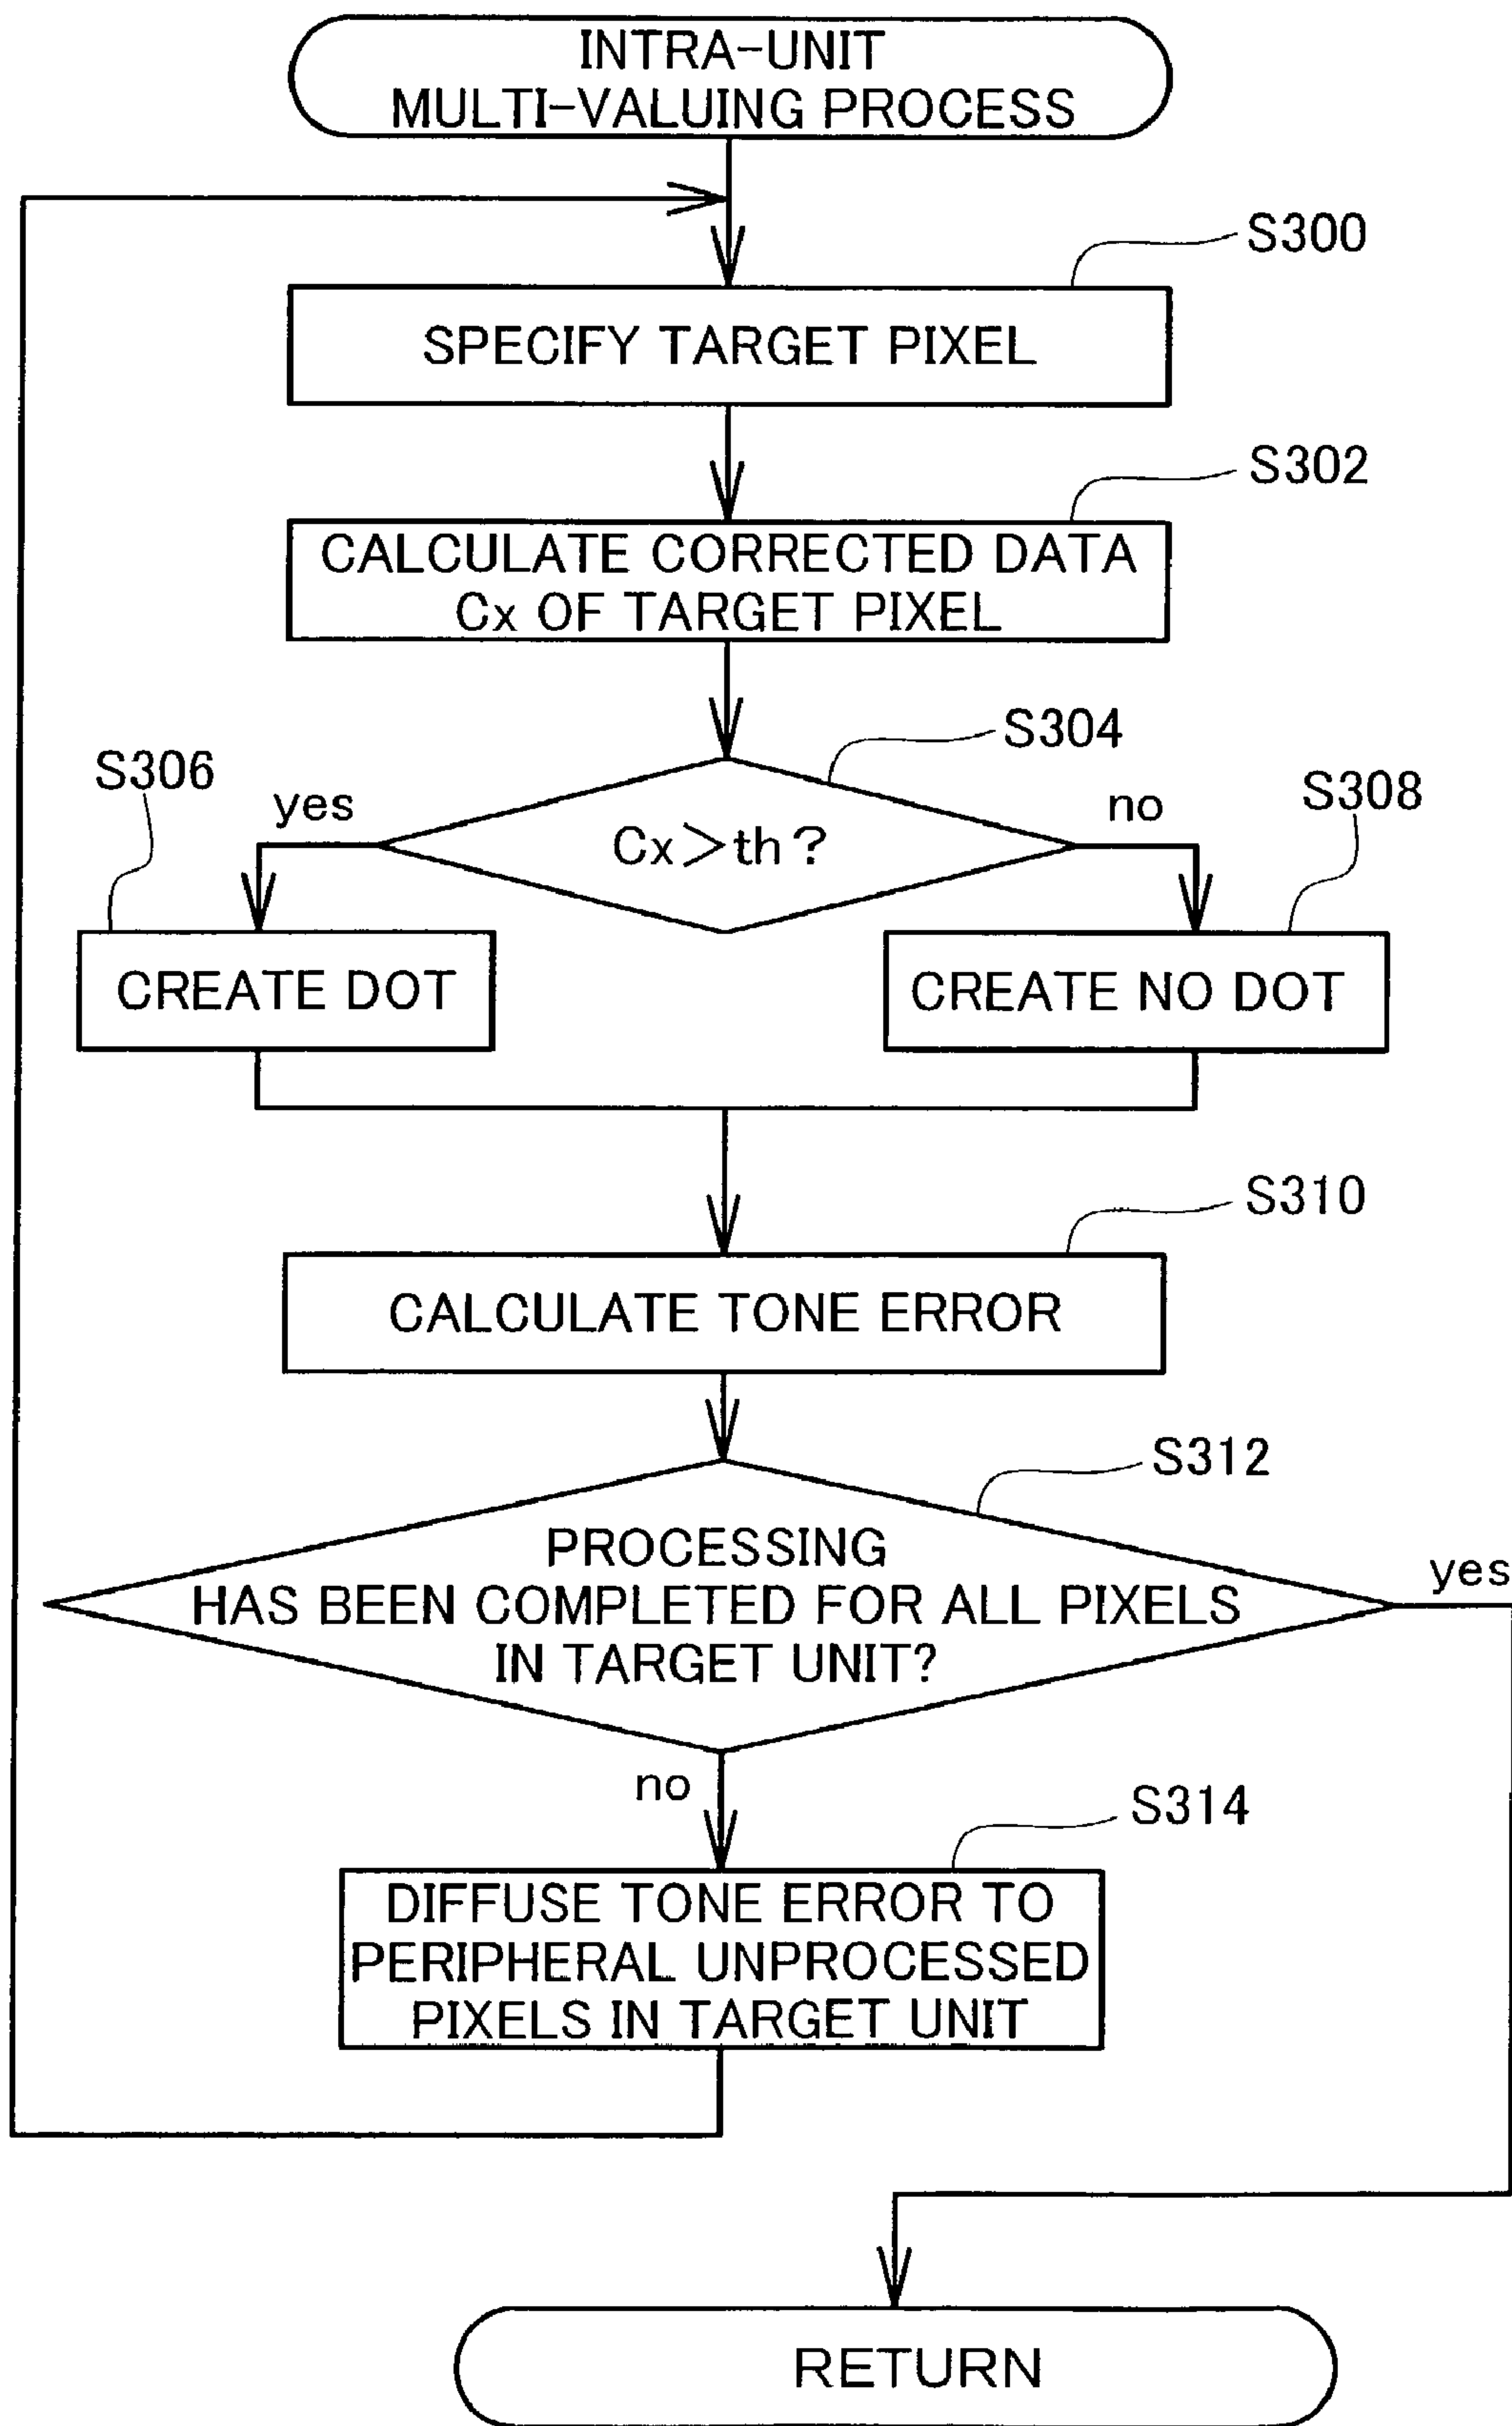 INTRA-UNIT
MULTI-VALUING PROCESS
S300
SPECIFY TARGET PIXEL
S302
CALCULATE CORRECTED DATA
Cx OF TARGET PIXEL
S304
Cx>th?
yes
no
S306
S308
CREATE DOT
CREATE NO DOT
S310
CALCULATE TONE ERROR
S312
PROCESSING
HAS BEEN COMPLETED FOR ALL PIXELS
IN TARGET UNIT?
yes
no
S314
DIFFUSE TONE ERROR TO
PERIPHERAL UNPROCESSED
PIXELS IN TARGET UNIT
RETURN